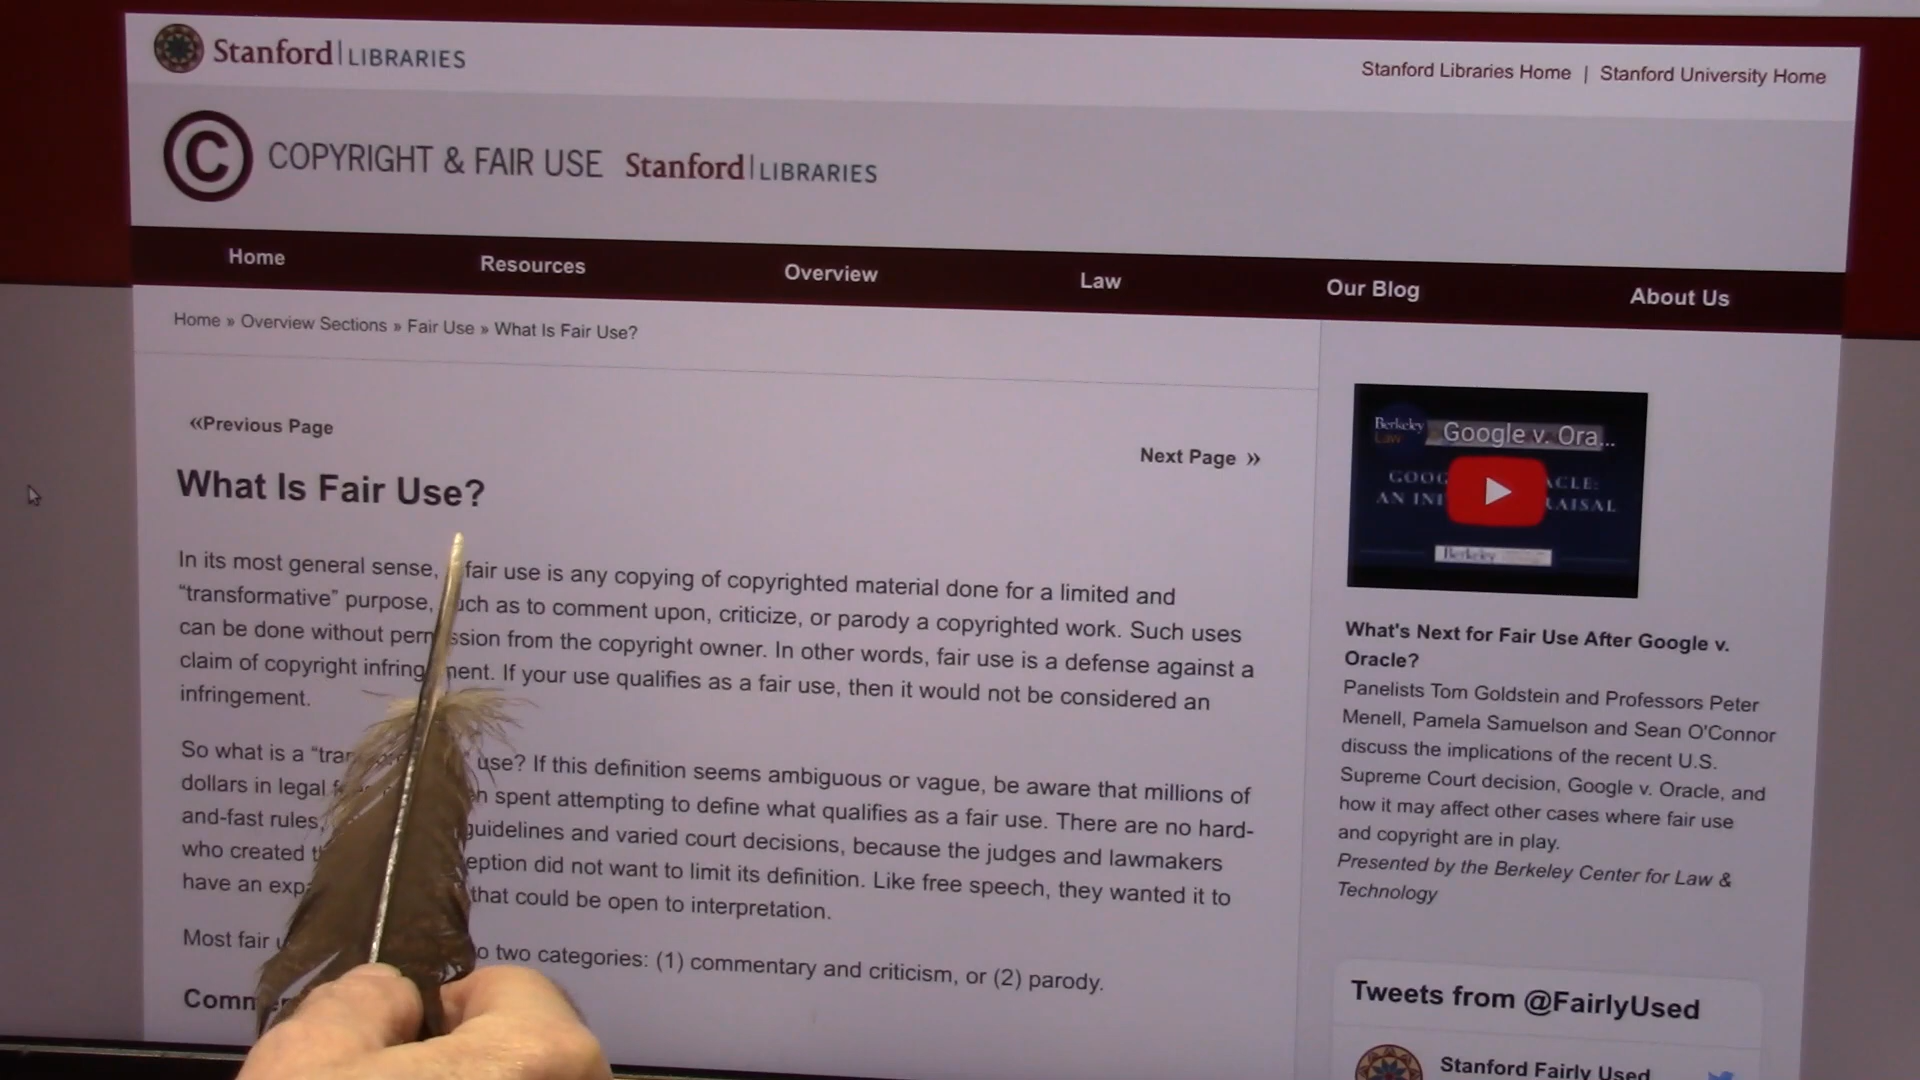 Stanford LIBRARIES
Stanford Libraries Home | Stanford University Home
© COPYRIGHT & FAIR USE Stanford LIBRARIES
Home Resources Overview Law Our Blog About Us
Home » Overview Sections » Fair Use » What Is Fair Use?
«Previous Page
Next Page »
What Is Fair Use?
In its most general sense, fair use is any copying of copyrighted material done for a limited and
“transformative” purpose, such as to comment upon, criticize, or parody a copyrighted work. Such uses
can be done without permission from the copyright owner. In other words, fair use is a defense against a
claim of copyright infringement. If your use qualifies as a fair use, then it would not be considered an
infringement.
So what is a use? If this definition seems ambiguous or vague, be aware that millions of
dollars in legal spent attempting to define what qualifies as a fair use. There are no hard-
and-fast rules, guidelines and varied court decisions, because the judges and lawmakers
who created did not want to limit its definition. Like free speech, they wanted it to
have an that could be open to interpretation.
Most fair two categories: (1) commentary and criticism, or (2) parody.
Berkeley
Law
Google v. Ora...
AN
Berkeley
What's Next for Fair Use After Google v.
Oracle?
Panelists Tom Goldstein and Professors Peter
Menell, Pamela Samuelson and Sean O'Connor
discuss the implications of the recent U.S.
Supreme Court decision, Google v. Oracle, and
how it may affect other cases where fair use
and copyright are in play.
Presented by the Berkeley Center for Law &
Technology
Tweets from @FairlyUsed
Stanford Fairly Used